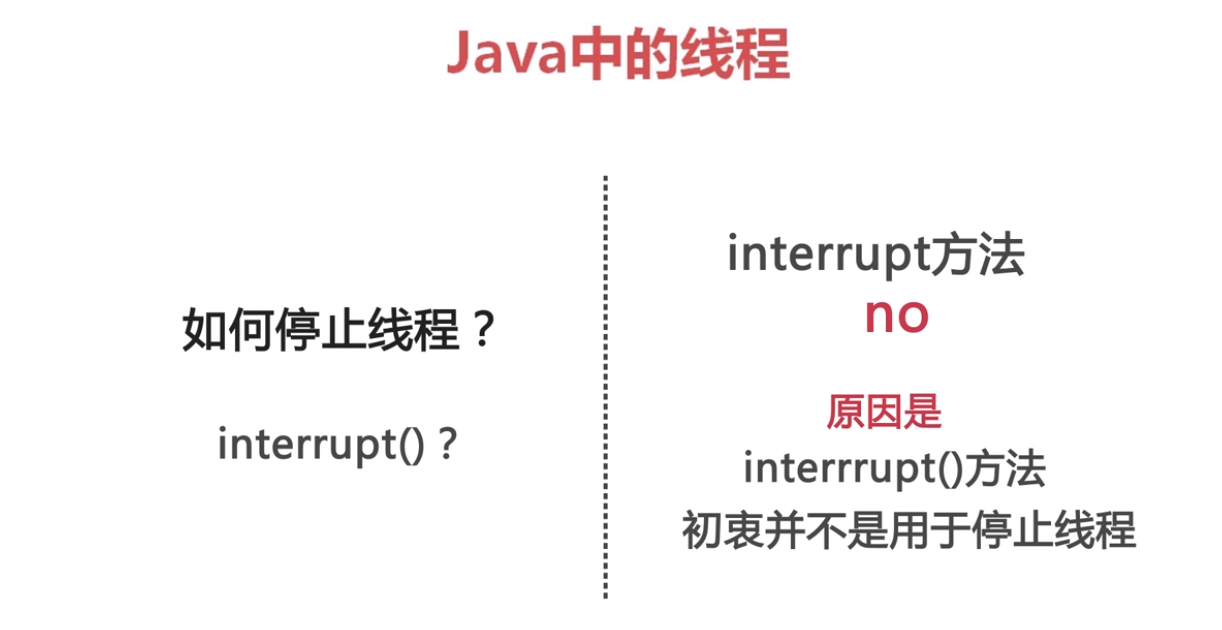 Java中的线程
如何停止线程？
interrupt()？
interrupt方法
no
原因是
interrrupt()方法
初衷并不是用于停止线程